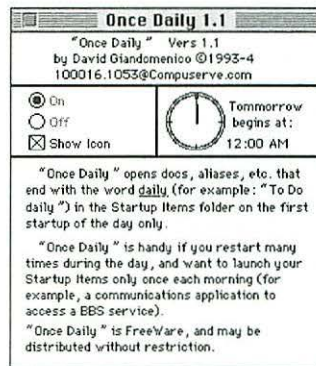 Once Daily 1.1
"Once Daily" Vers 1.1
by David Giandomenico ©1993-4
100016.1053@Compuserve.com
On
Off
Show Icon
Tommorrow
begins at:
12:00 AM
"Once Daily" opens docs, aliases, etc. that
end with the word daily (for example: "To Do
daily") in the Startup Items folder on the first
startup of the day only.
"Once Daily" is handy if you restart many
times during the day, and want to launch your
Startup Items only once each morning (for
example, a communications application to
access a BBS service).
"Once Daily" is FreeWare, and may be
distributed without restriction.